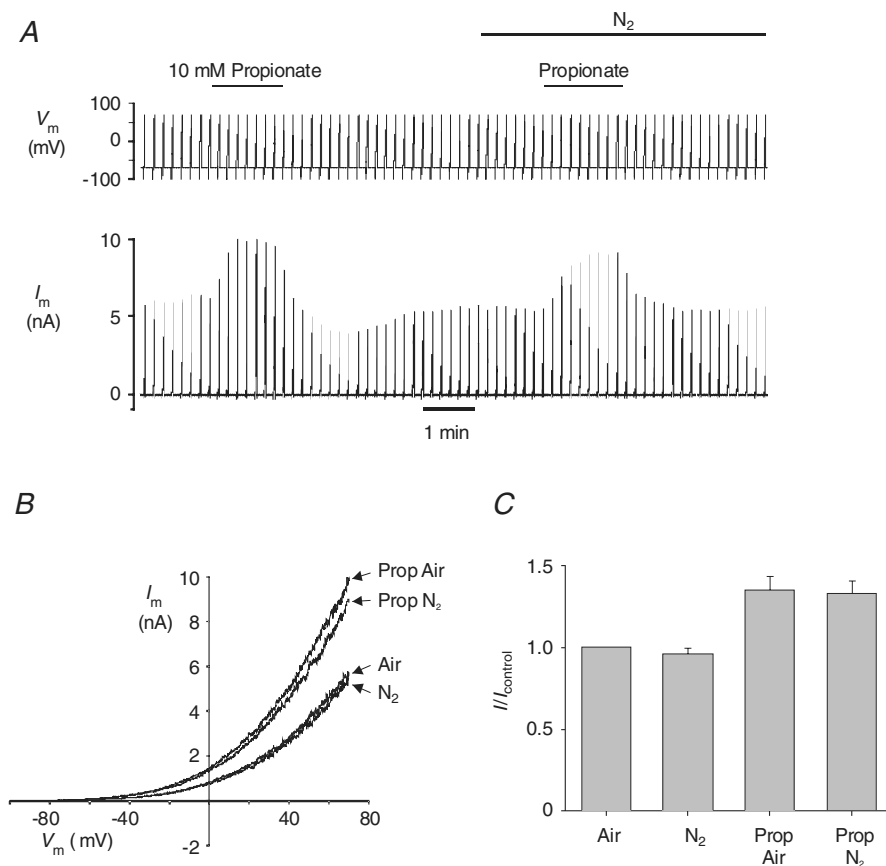 A
N₂
10 mM Propionate
Propionate
Vm
(mV)
100
0
-100
Im
(nA)
10
5
0
1 min
B
Im
(nA)
10
8
6
4
2
-2
-80
-40
40
80
Vm ( mV)
Prop Air
Prop N₂
Air
N₂
C
I/Icontrol
1.5
1.0
0.5
0
Air
N₂
Prop
Air
Prop
N₂